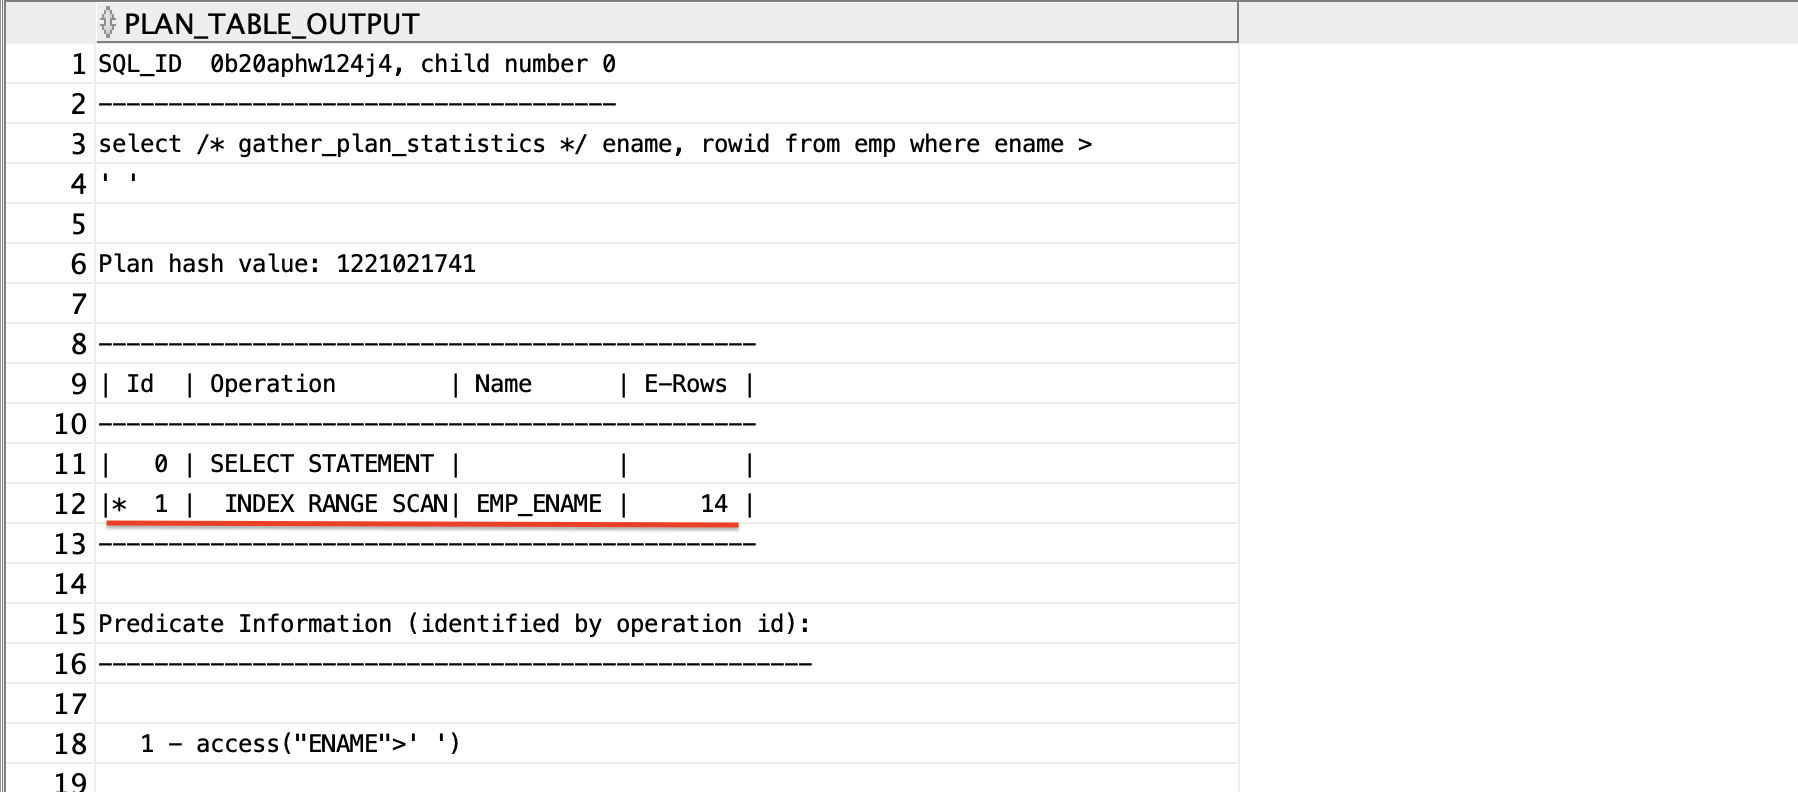 PLAN_TABLE_OUTPUT
1 SQL_ID  0b20aphw124j4, child number 0
2 -------------------------------------
3 select /* gather_plan_statistics */ ename, rowid from emp where ename >
4 ' '
5
6 Plan hash value: 1221021741
7
8 -----------------------------------------------
9 | Id  | Operation        | Name      | E-Rows |
10 -----------------------------------------------
11 |   0 | SELECT STATEMENT |           |        |
12 |*  1 |  INDEX RANGE SCAN| EMP_ENAME |     14 |
13 -----------------------------------------------
14
15 Predicate Information (identified by operation id):
16 ---------------------------------------------------
17
18    1 - access("ENAME">' ')
19